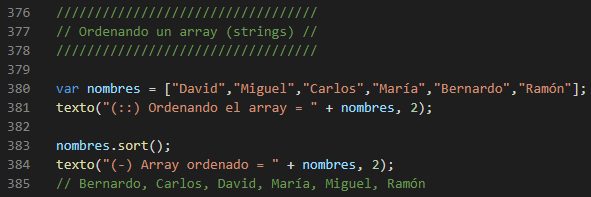 376 //////////////////////////////////
377 // Ordenando un array (strings) //
378 //////////////////////////////////
379
380 var nombres = ["David","Miguel","Carlos","María","Bernardo","Ramón"];
381 texto("(::) Ordenando el array = " + nombres, 2);
382
383 nombres.sort();
384 texto("(-) Array ordenado = " + nombres, 2);
385 // Bernardo, Carlos, David, María, Miguel, Ramón